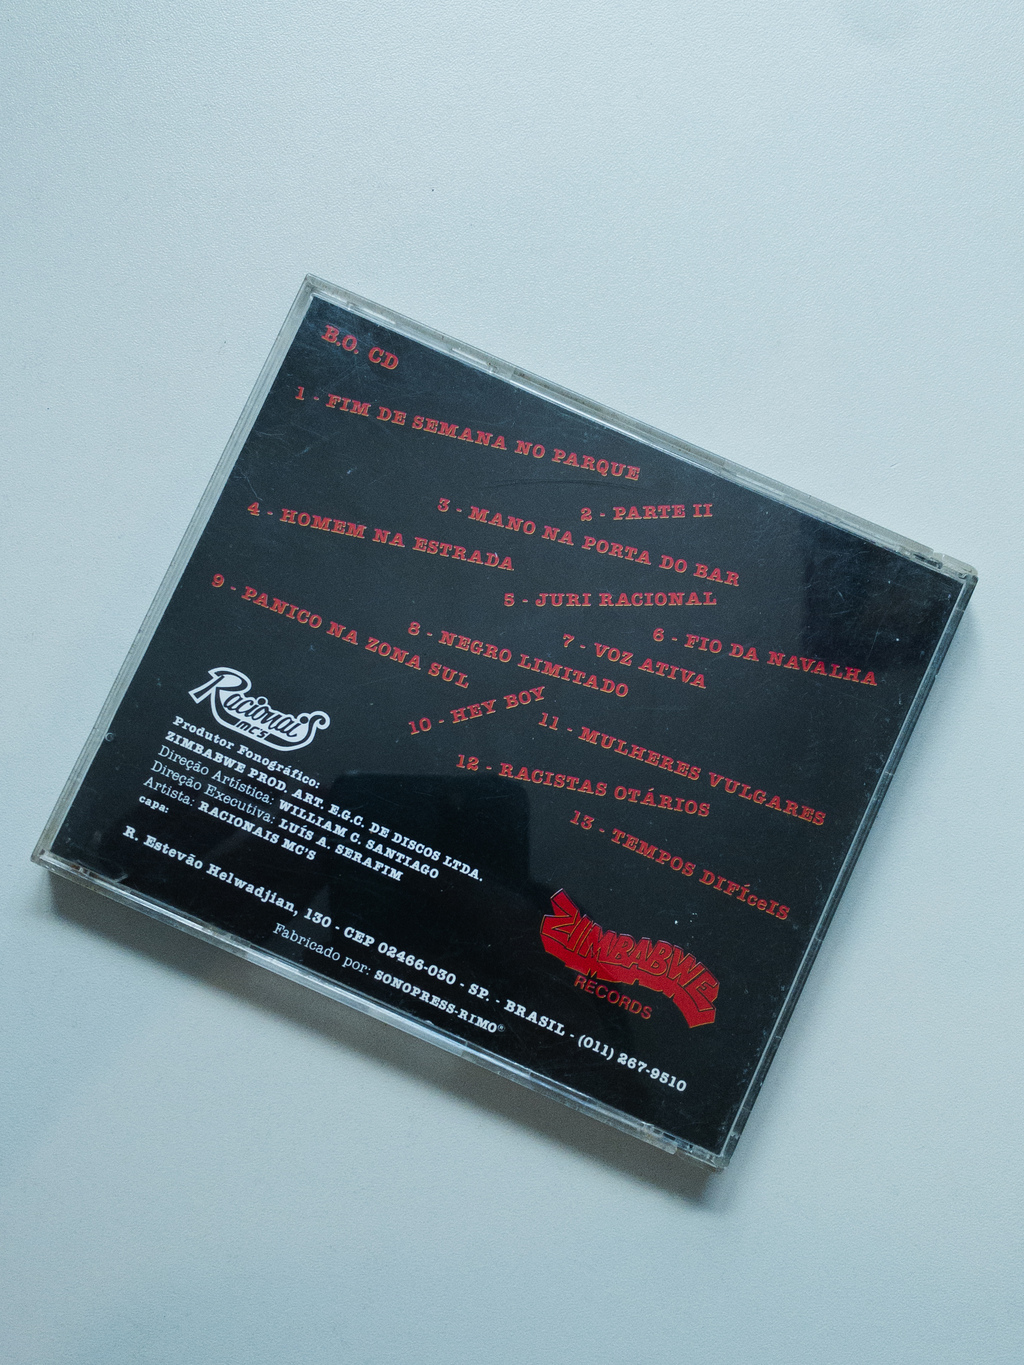 B.O. CD
1 - FIM DE SEMANA NO PARQUE
2 - PARTE II
3 - MANO NA PORTA DO BAR
4 - HOMEM NA ESTRADA
5 - JURI RACIONAL
6 - FIO DA NAVALHA
7 - VOZ ATIVA
8 - NEGRO LIMITADO
9 - PANICO NA ZONA SUL
10 - HEY BOY
11 - MULHERES VULGARES
12 - RACISTAS OTÁRIOS
13 - TEMPOS DIFÍceIS
Racionais
MC'S
Produtor Fonográfico:
ZIMBABWE PROD. ART. E.G.C. DE DISCOS LTDA.
Direção Artística: WILLIAM C. SANTIAGO
Direção Executiva: LUÍS A. SERAFIM
Artista: RACIONAIS MC'S
capa:
R. Estevão Helwadjian, 130 - CEP 02466-030 - SP. - BRASIL - (011) 267-9510
Fabricado por: SONOPRESS-RIMO®
ZIMBABWE
RECORDS